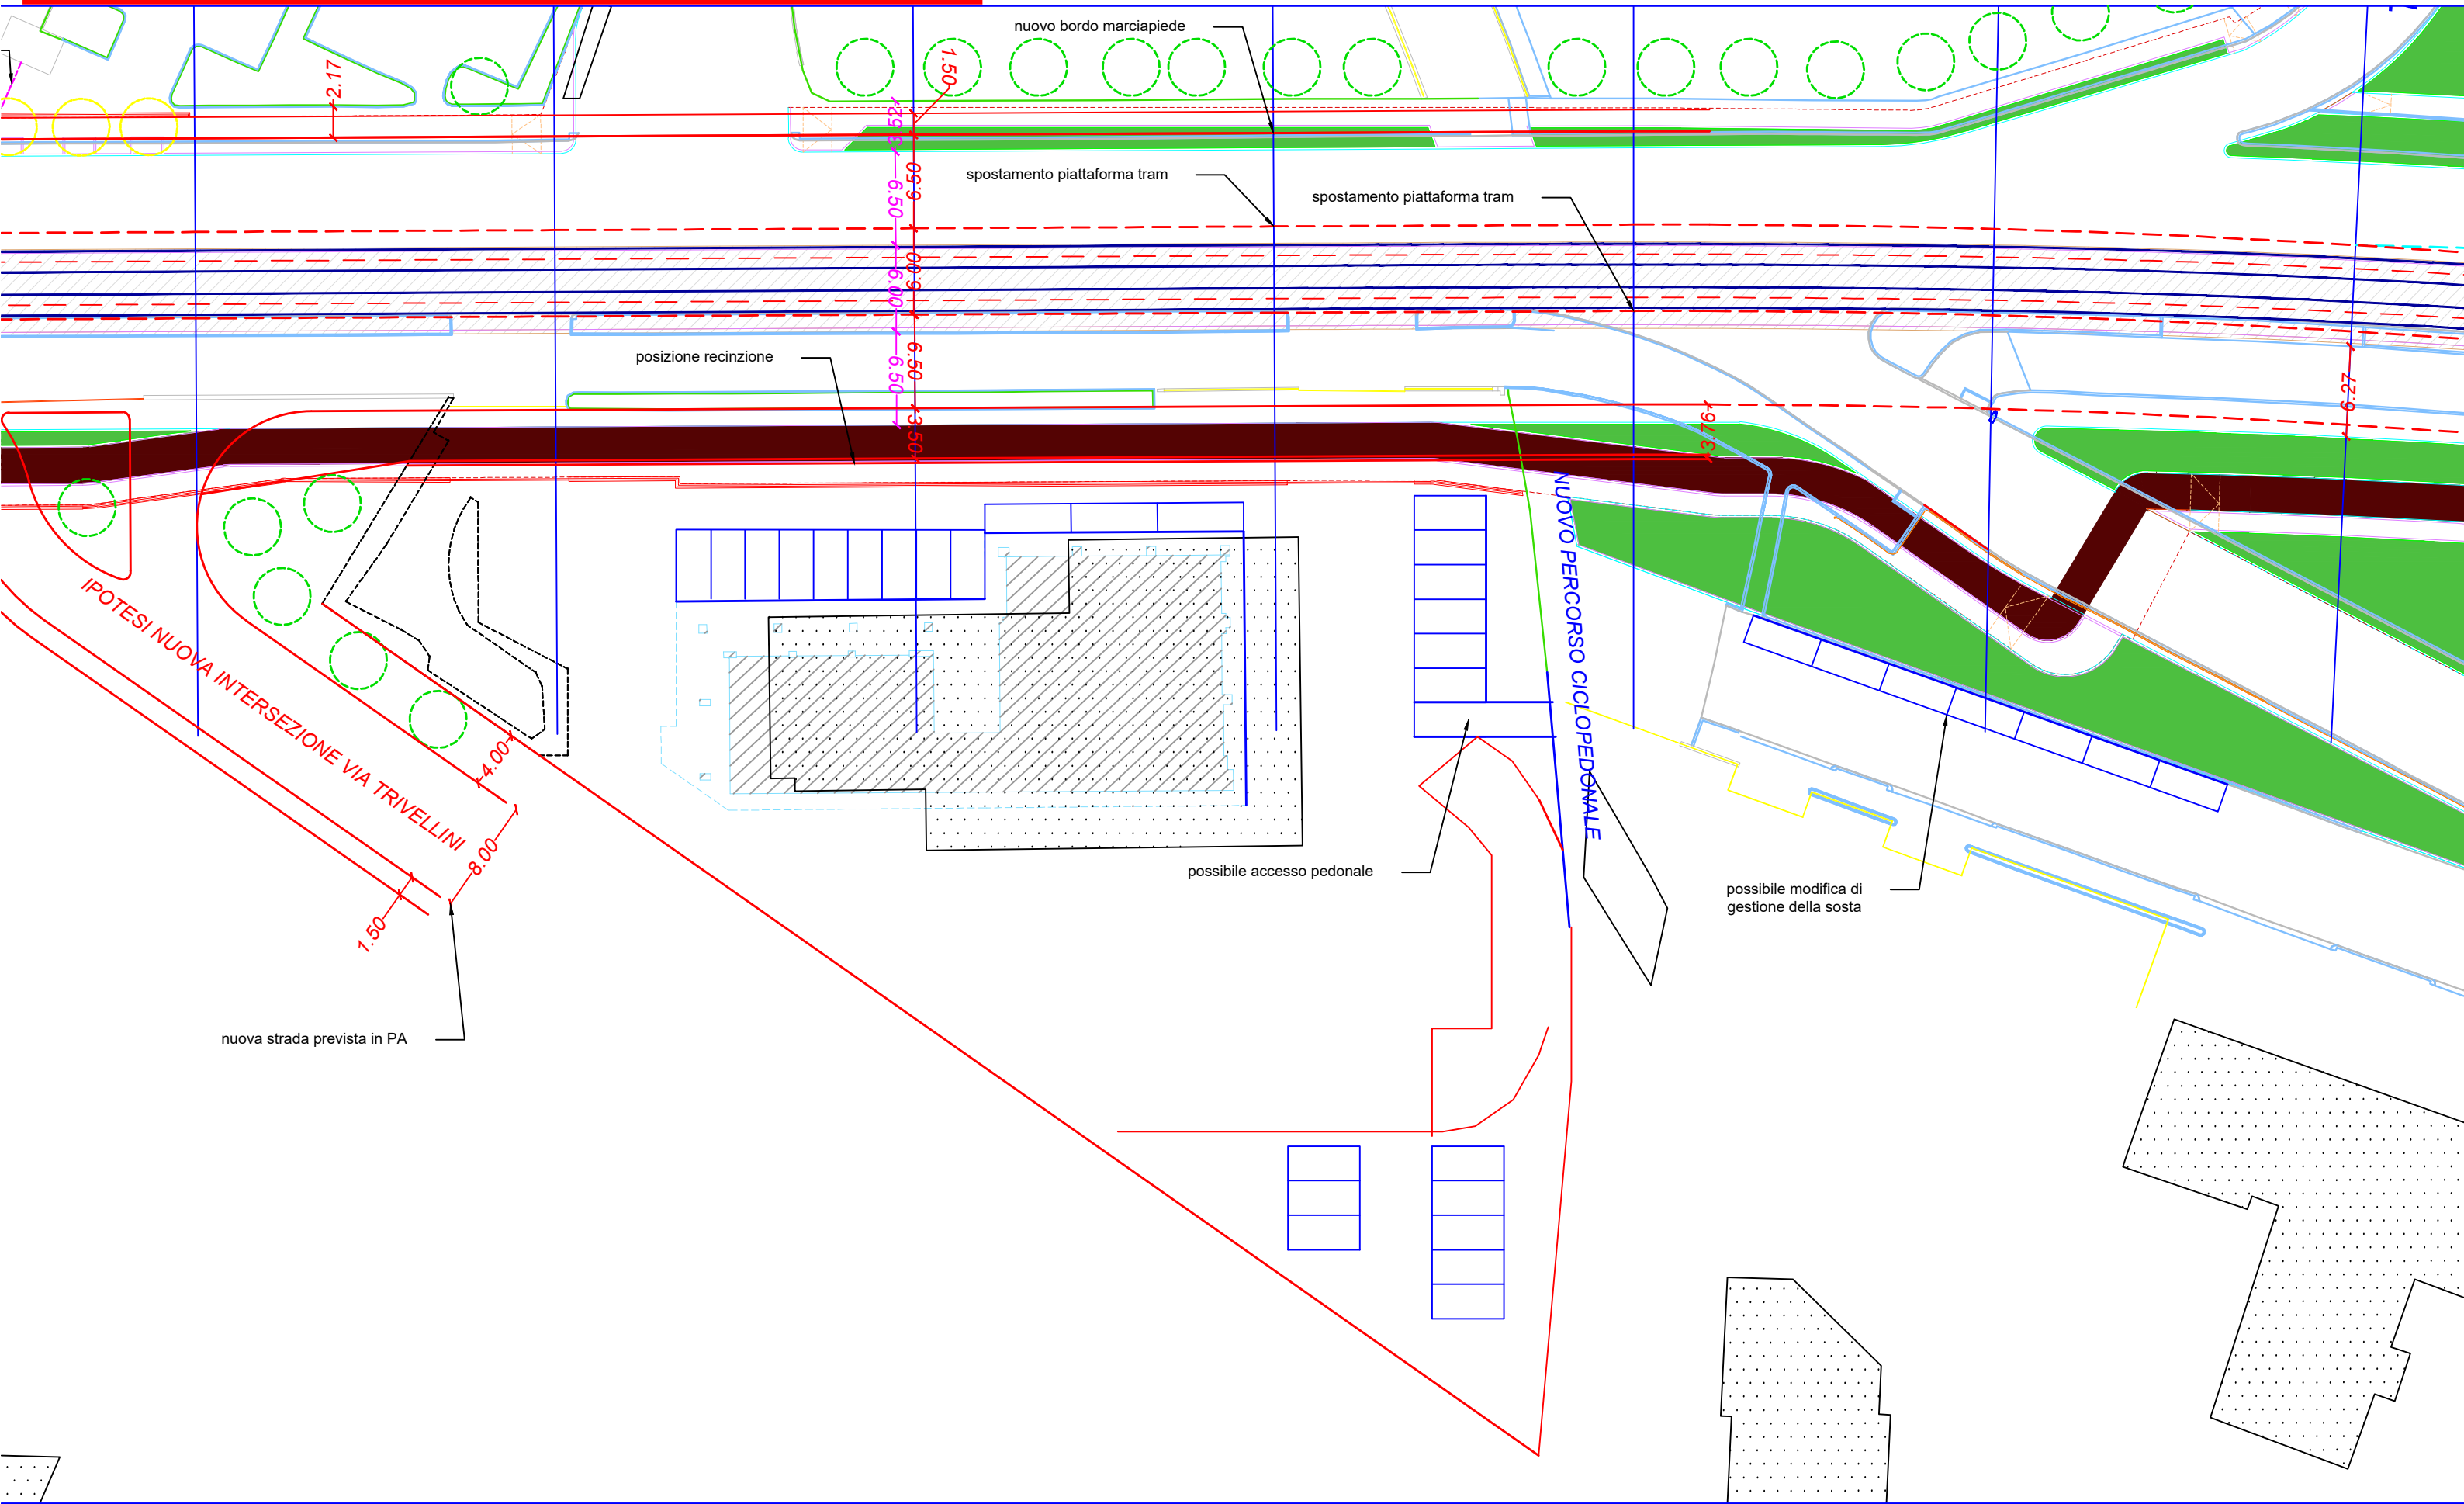 nuovo bordo marciapiede
2.17
1.50
3.62
6.50
6.50
spostamento piattaforma tram
spostamento piattaforma tram
6.00
6.00
posizione recinzione
6.50
6.50
3.50
3.79
6.27
NUOVO PERCORSO CICLOPEDONALE
IPOTESI NUOVA INTERSEZIONE VIA TRIVELLINI
4.00
8.00
1.50
possibile accesso pedonale
possibile modifica di
gestione della sosta
nuova strada prevista in PA